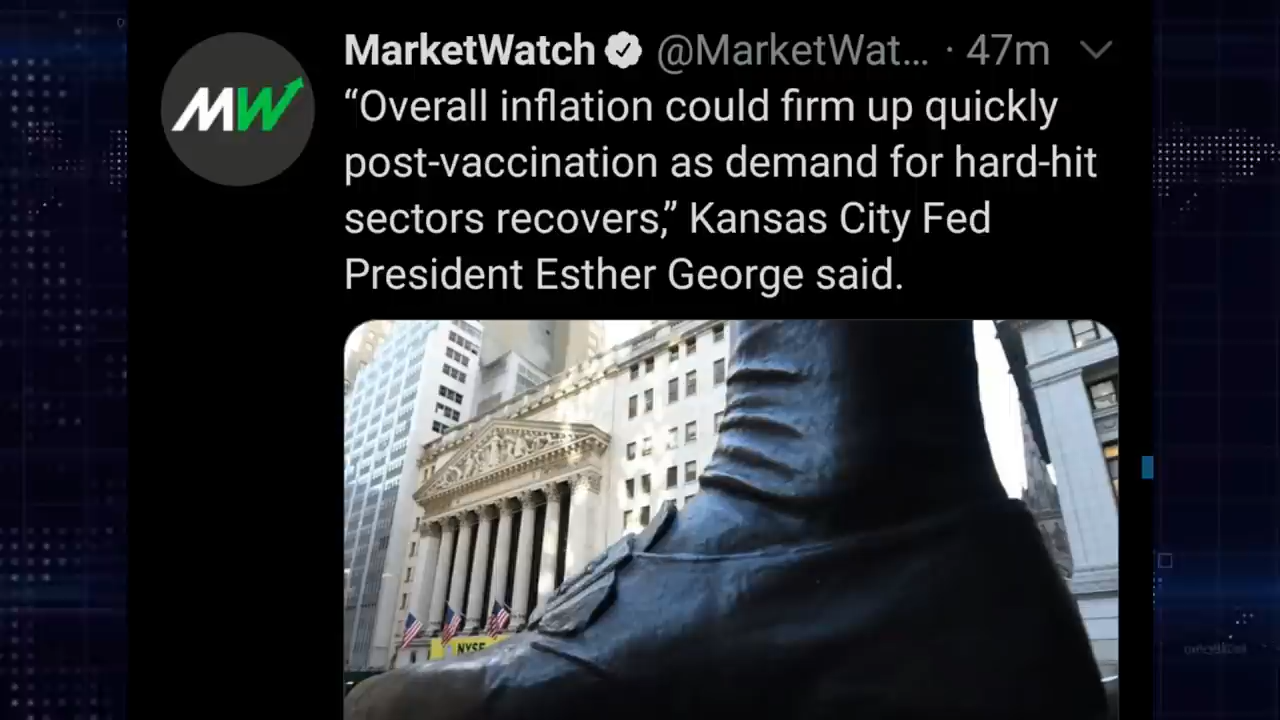 MW
MarketWatch @MarketWat... · 47m
“Overall inflation could firm up quickly
post-vaccination as demand for hard-hit
sectors recovers,” Kansas City Fed
President Esther George said.
NYSE